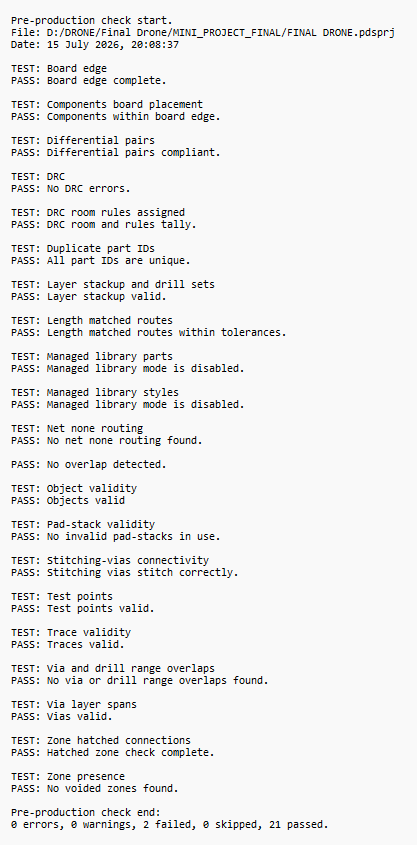 Pre-production check start.
File: D:/DRONE/Final Drone/MINI_PROJECT_FINAL/FINAL DRONE.pdsprj
Date: 15 July 2026, 20:08:37
TEST: Board edge
PASS: Board edge complete.
TEST: Components board placement
PASS: Components within board edge.
TEST: Differential pairs
PASS: Differential pairs compliant.
TEST: DRC
PASS: No DRC errors.
TEST: DRC room rules assigned
PASS: DRC room and rules tally.
TEST: Duplicate part IDs
PASS: All part IDs are unique.
TEST: Layer stackup and drill sets
PASS: Layer stackup valid.
TEST: Length matched routes
PASS: Length matched routes within tolerances.
TEST: Managed library parts
PASS: Managed library mode is disabled.
TEST: Managed library styles
PASS: Managed library mode is disabled.
TEST: Net none routing
PASS: No net none routing found.
PASS: No overlap detected.
TEST: Object validity
PASS: Objects valid
TEST: Pad-stack validity
PASS: No invalid pad-stacks in use.
TEST: Stitching-vias connectivity
PASS: Stitching vias stitch correctly.
TEST: Test points
PASS: Test points valid.
TEST: Trace validity
PASS: Traces valid.
TEST: Via and drill range overlaps
PASS: No via or drill range overlaps found.
TEST: Via layer spans
PASS: Vias valid.
TEST: Zone hatched connections
PASS: Hatched zone check complete.
TEST: Zone presence
PASS: No voided zones found.
Pre-production check end:
0 errors, 0 warnings, 2 failed, 0 skipped, 21 passed.